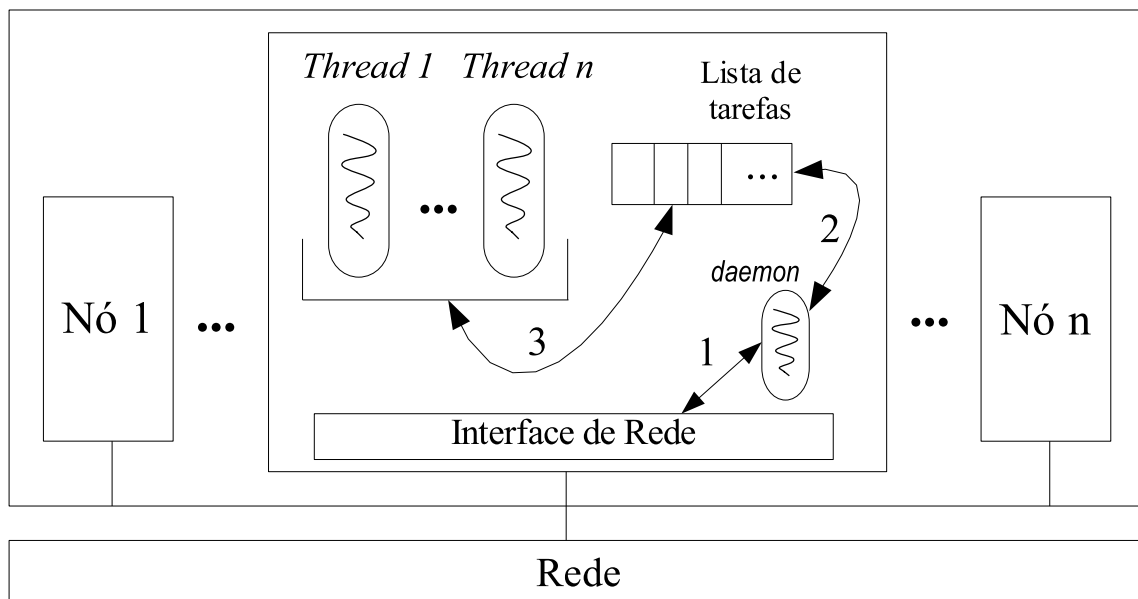 Thread 1
Thread n
Lista de
tarefas
...
...
2
daemon
Nó 1
...
...
Nó n
3
1
Interface de Rede
Rede